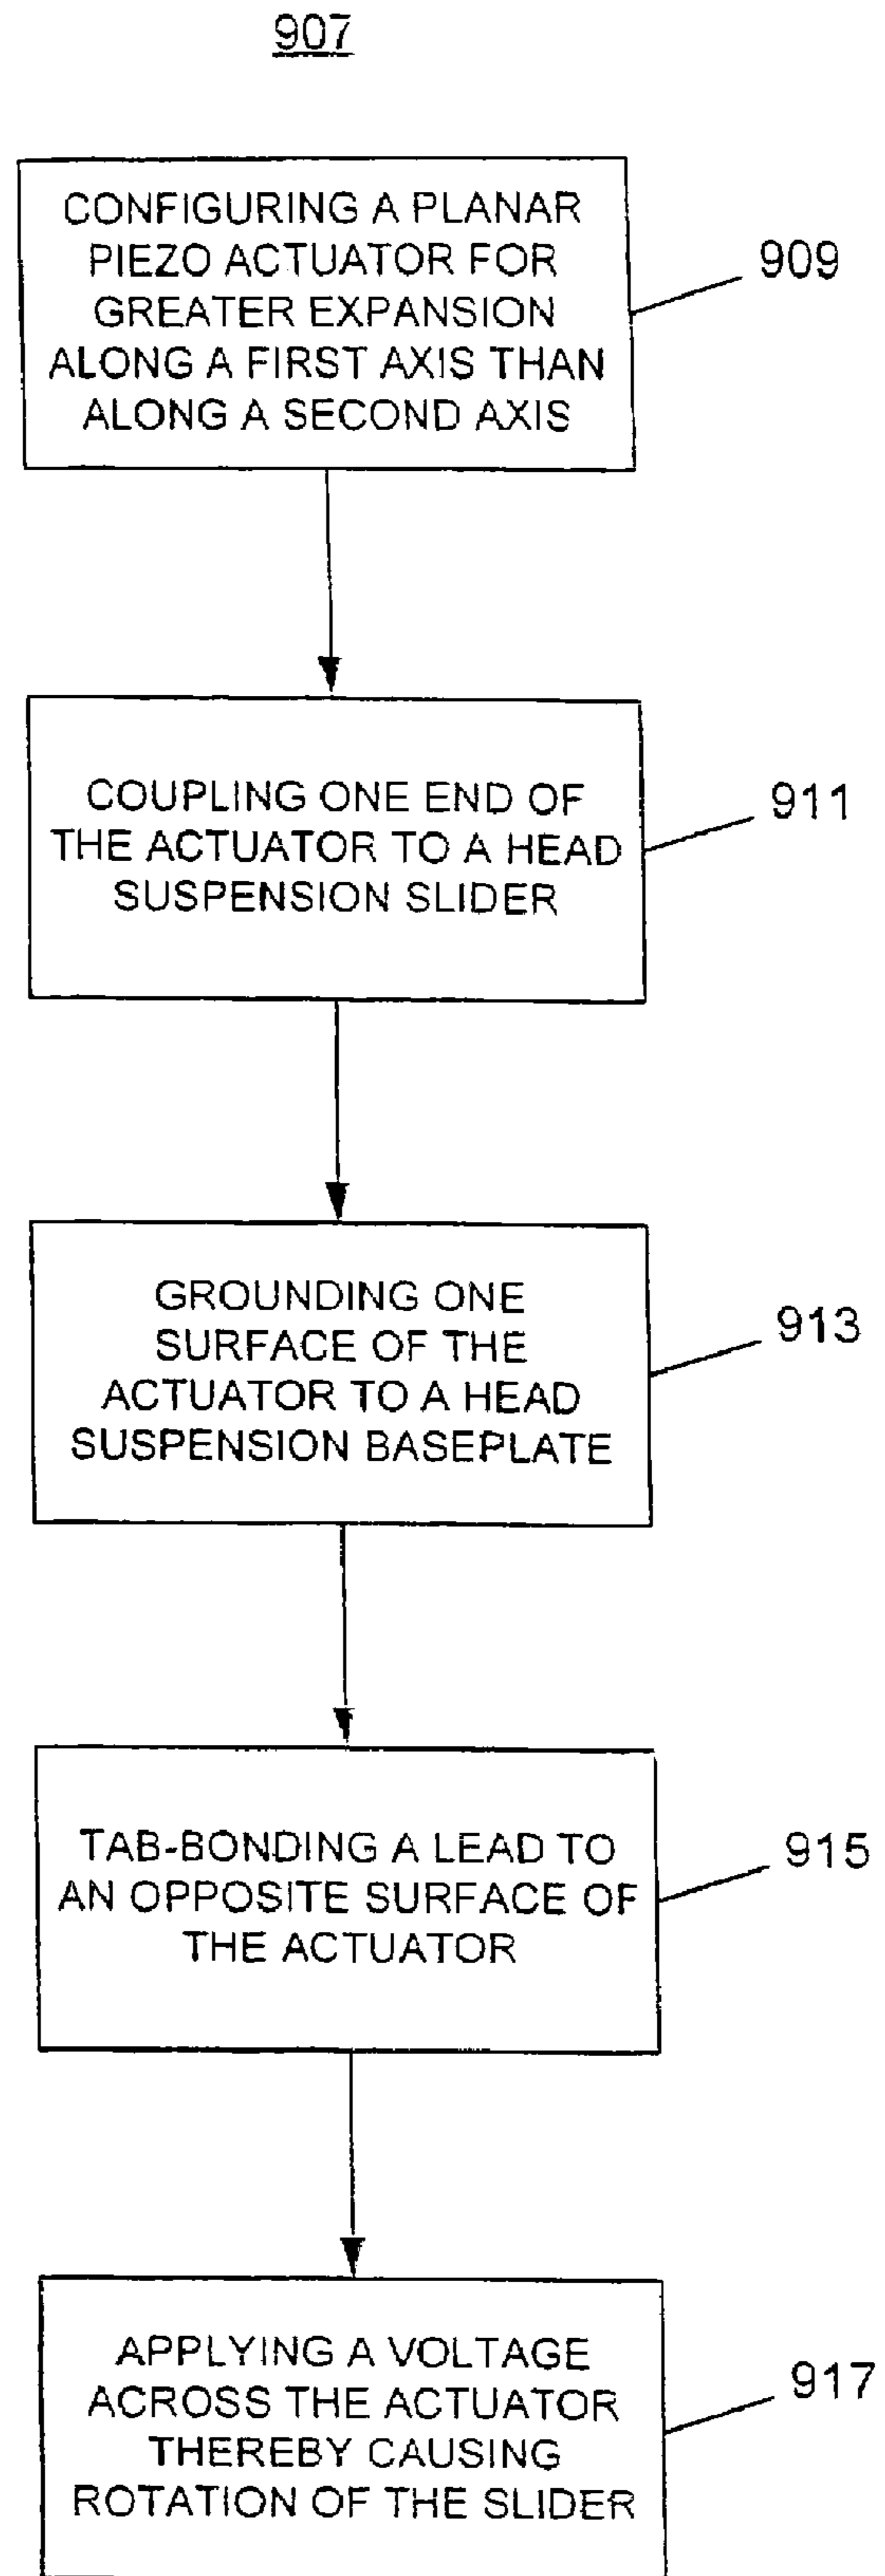 907
CONFIGURING A PLANAR
PIEZO ACTUATOR FOR
GREATER EXPANSION
ALONG A FIRST AXIS THAN
ALONG A SECOND AXIS
909
COUPLING ONE END OF
THE ACTUATOR TO A HEAD
SUSPENSION SLIDER
911
GROUNDING ONE
SURFACE OF THE
ACTUATOR TO A HEAD
SUSPENSION BASEPLATE
913
TAB-BONDING A LEAD TO
AN OPPOSITE SURFACE OF
THE ACTUATOR
915
APPLYING A VOLTAGE
ACROSS THE ACTUATOR
THEREBY CAUSING
ROTATION OF THE SLIDER
917